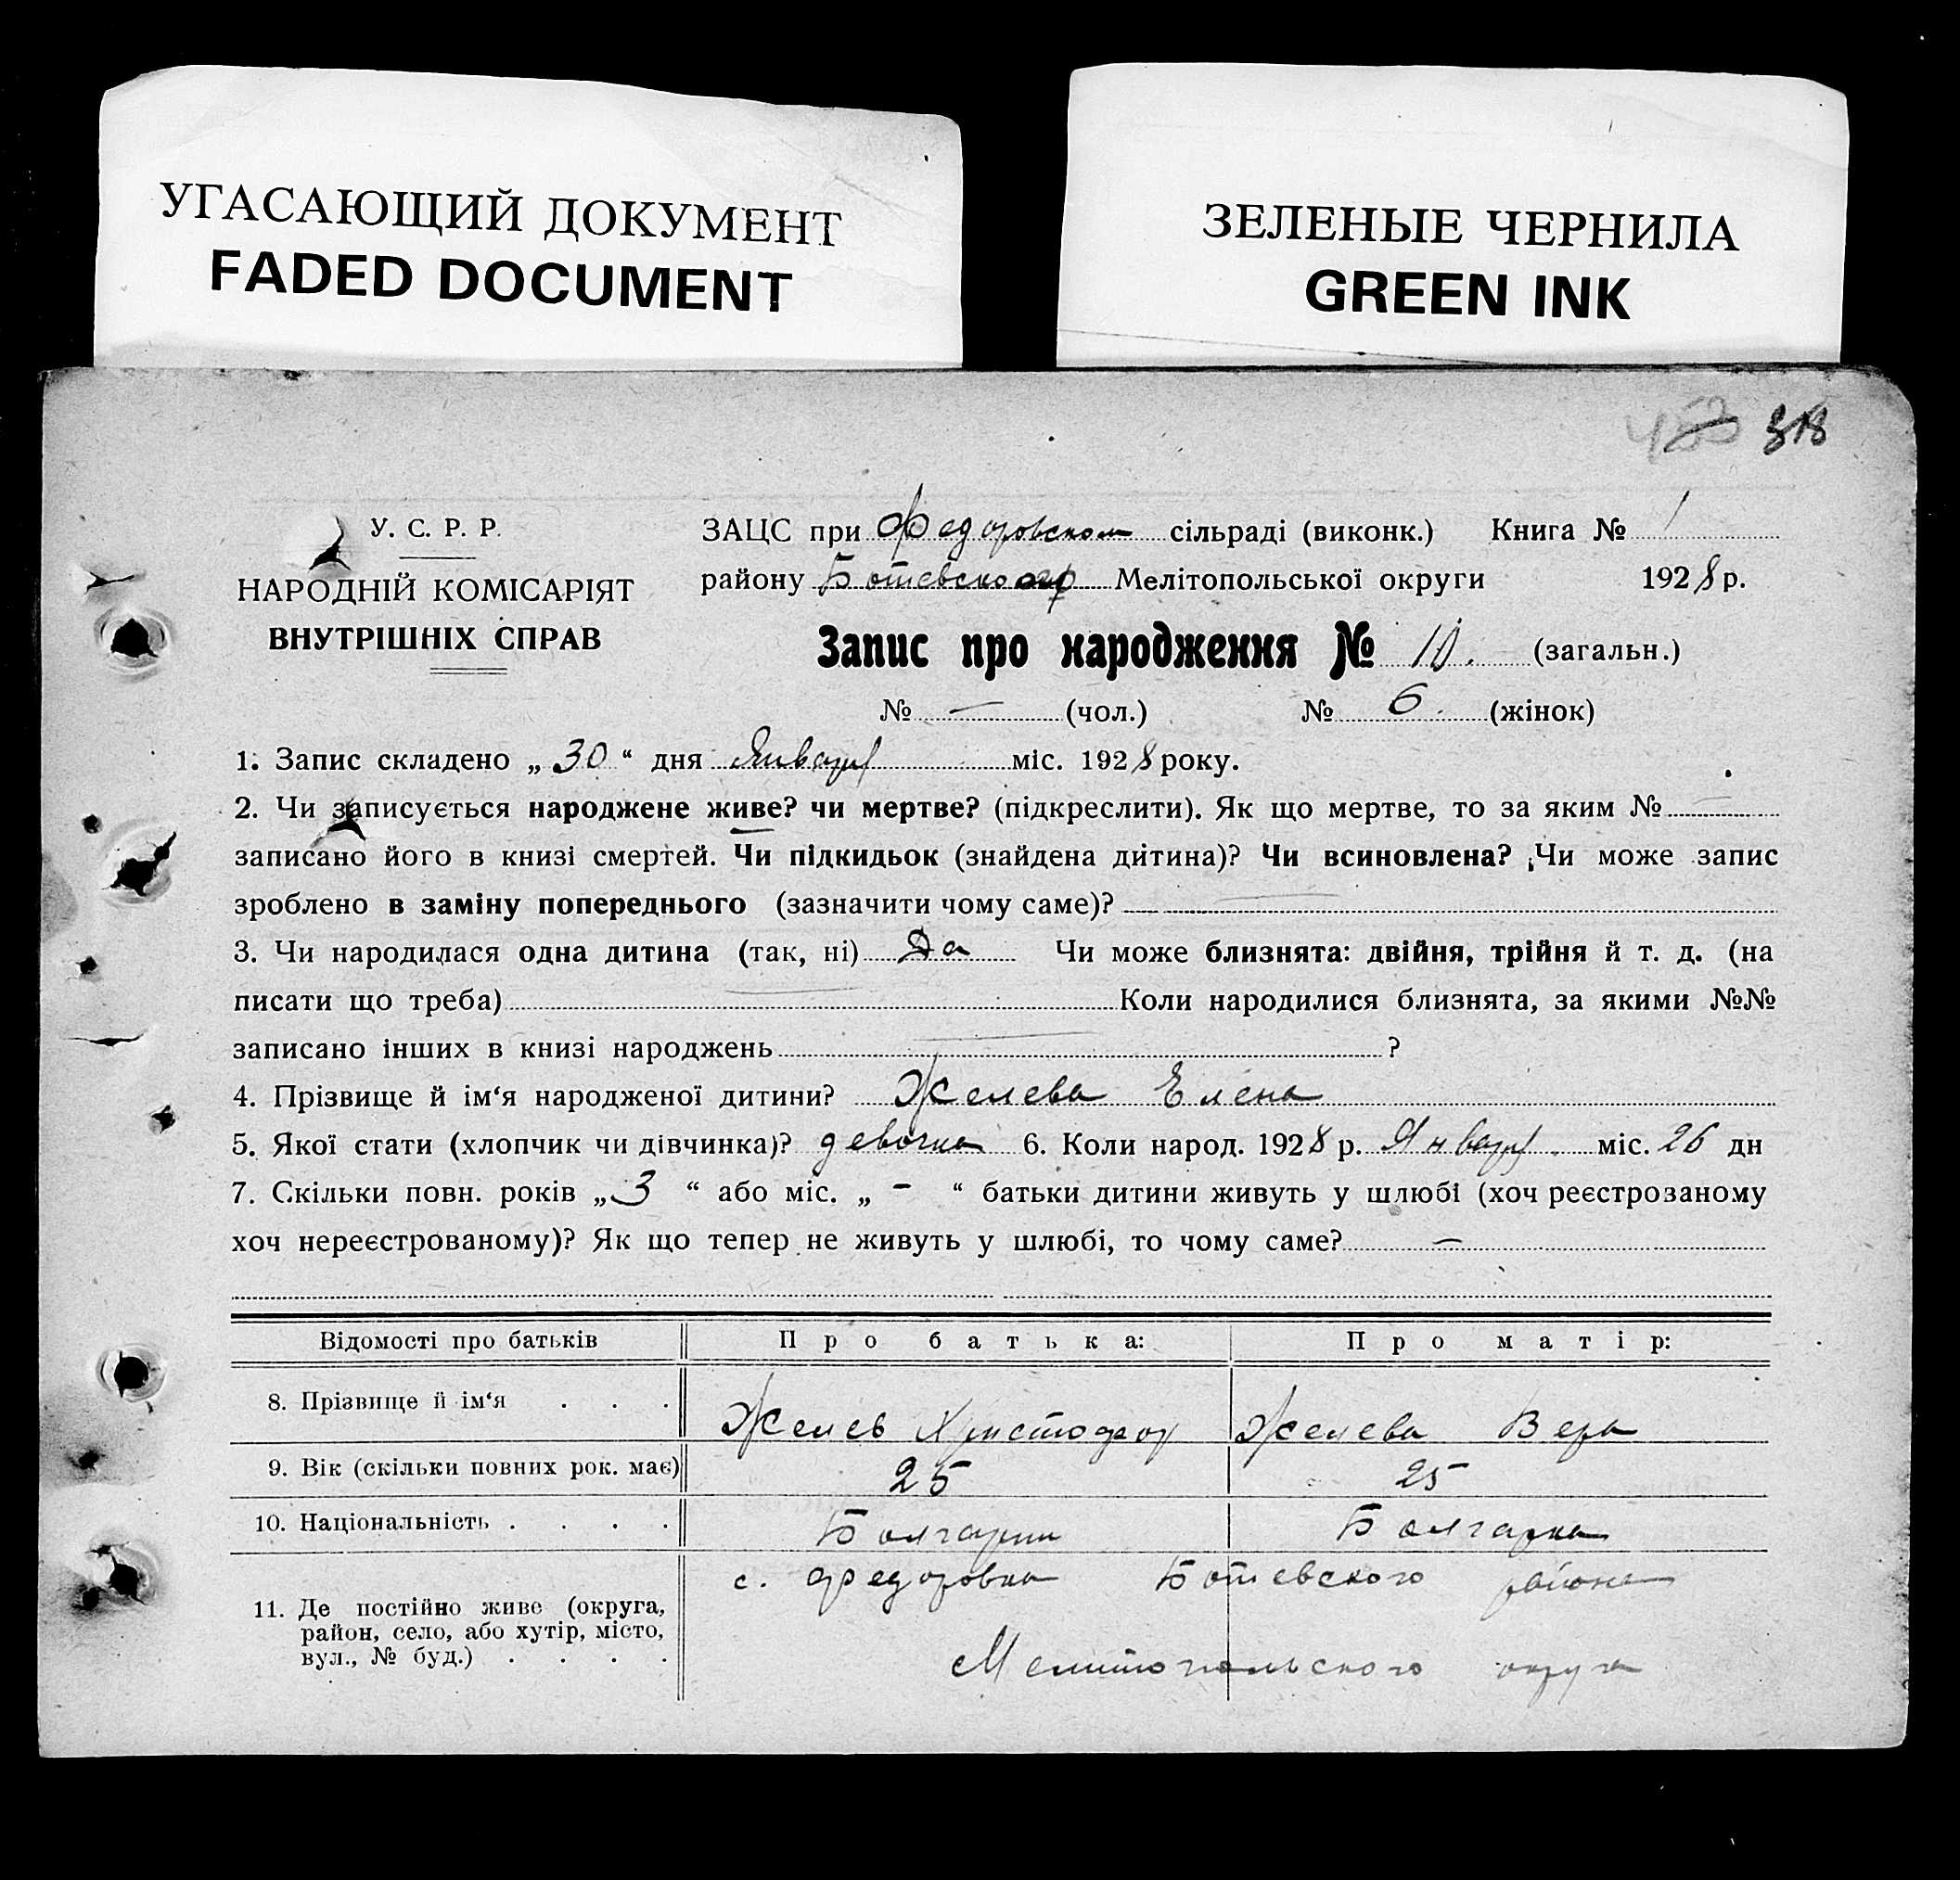 УГАСАЮЩИЙ ДОКУМЕНТ
FADED DOCUMENT
ЗЕЛЕНЫЕ ЧЕРНИЛА
GREEN INK
318
У. С. Р. Р.
НАРОДНІЙ КОМІСАРІЯТ
ВНУТРІШНІХ СПРАВ
ЗАЦС при Федоровском сільраді (виконк.) Книга № 1
району Ботевского Мелітопольської округи 1928 р.
Запис про народження № 10. (загальн.)
№ — (чол.) № 6. (жінок)
1. Запис складено „ 30 “ дня Января міс. 1928 року.
2. Чи записується народжене живе? чи мертве? (підкреслити). Як що мертве, то за яким № —
записано його в книзі смертей. Чи підкидьок (знайдена дитина)? Чи всиновлена? Чи може запис
зроблено в заміну попереднього (зазначити чому саме)? —
3. Чи народилася одна дитина (так, ні) Да Чи може близнята: двійня, трійня й т. д. (на
писати що треба) — Коли народилися близнята, за якими №№
записано інших в книзі народжень — ?
4. Прізвище й ім‘я народженої дитини? Желева Елена
5. Якої стати (хлопчик чи дівчинка)? девочка 6. Коли народ. 1928 р. Января міс. 26 дн
7. Скільки повн. років „ 3 “ або міс. „ - “ батьки дитини живуть у шлюбі (хоч реєстрованому
хоч нереєстрованому)? Як що тепер не живуть у шлюбі, то чому саме? —
Відомості про батьків Про батька: Про матір:
8. Прізвище й ім‘я . . . Желев Христофор Желева Вера
9. Вік (скільки повних рок. має) 25 25
10. Національність . . . . Болгарин Болгарка
11. Де постійно живе (округа,
район, село, або хутір, місто,
вул., № буд.) . . . .
с. Федоровка Ботевского района
Мелитопольского округа